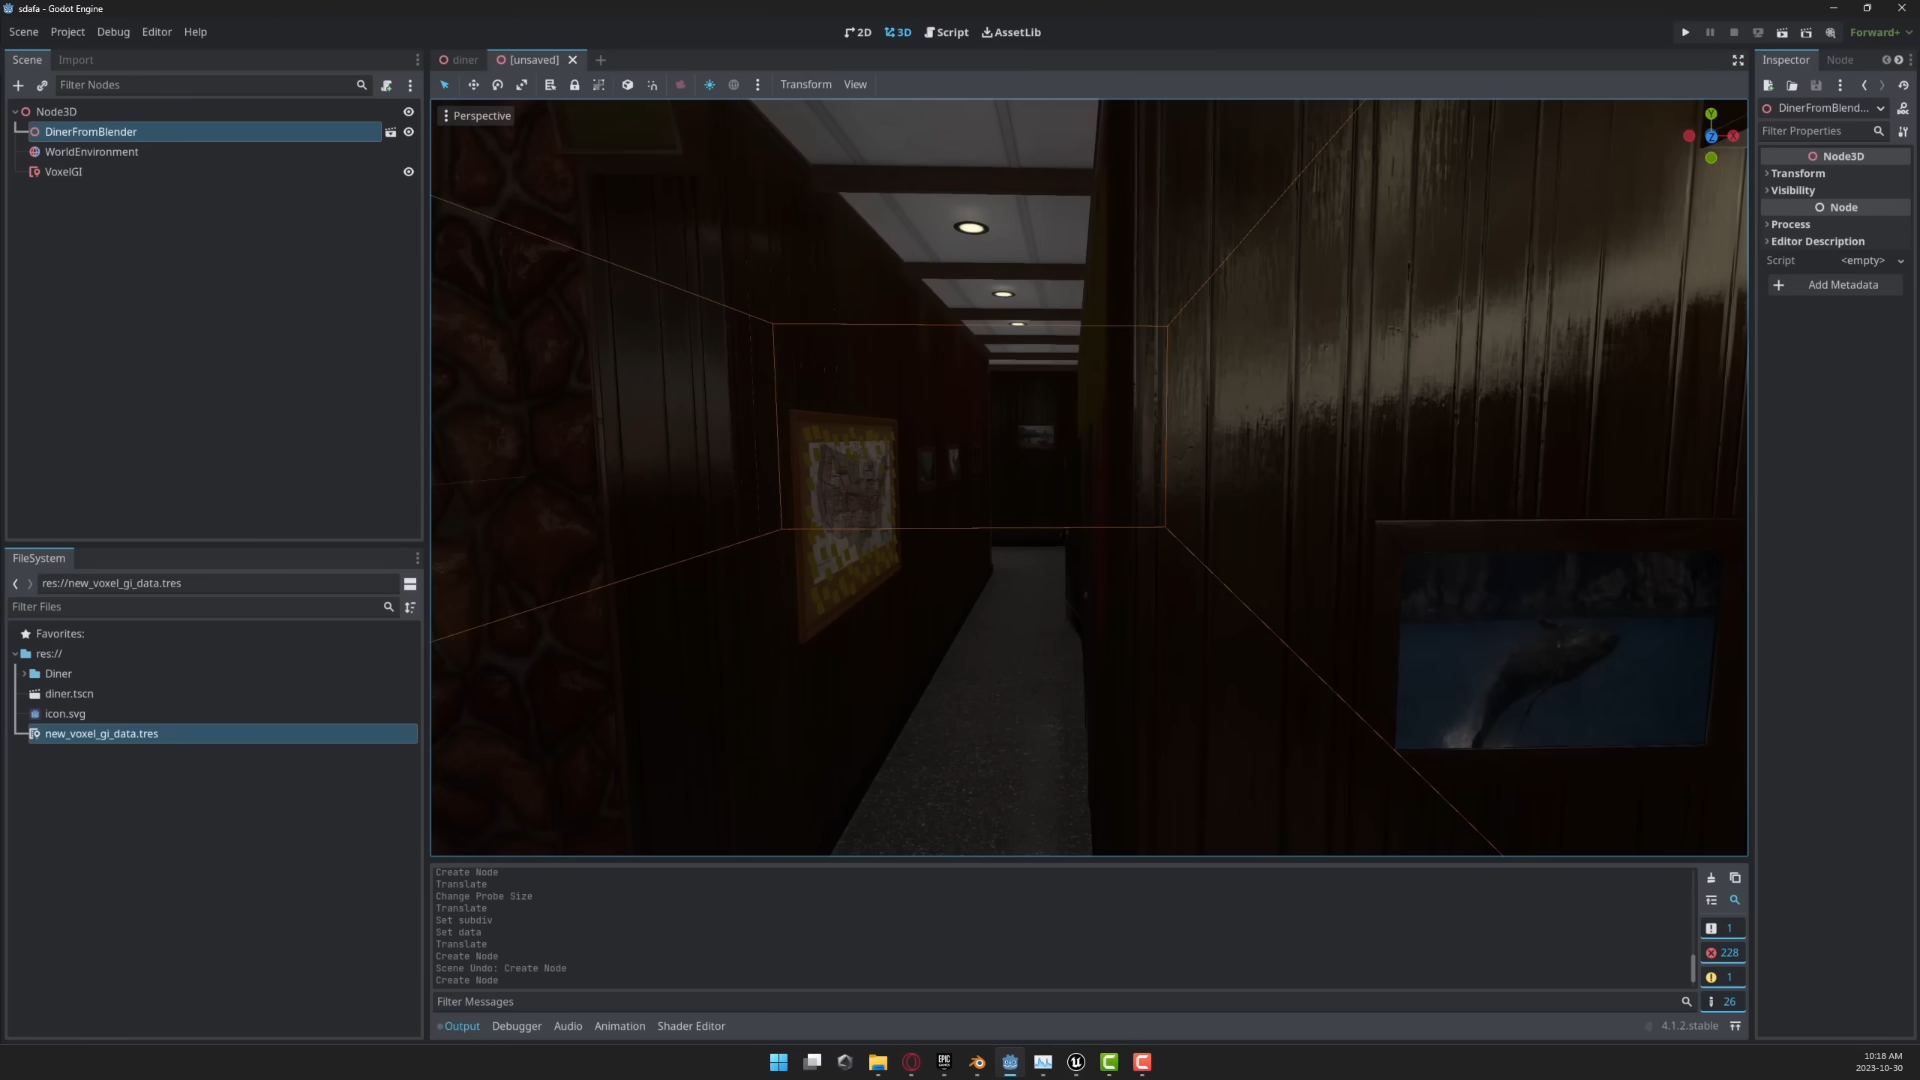 sdafa - Godot Engine
Scene Project Debug Editor Help
2D 3D Script AssetLib
Forward+
Scene Import
Filter Nodes
Node3D
DinerFromBlender
WorldEnvironment
VoxelGI
FileSystem
res://new_voxel_gi_data.tres
Filter Files
Favorites:
res://
Diner
diner.tscn
icon.svg
new_voxel_gi_data.tres
diner [unsaved]
Transform View
Perspective
Y
Z X
Create Node
Translate
Change Probe Size
Translate
Set subdiv
Set data
Translate
Create Node
Scene Undo: Create Node
Create Node
1
228
1
26
Filter Messages
Output Debugger Audio Animation Shader Editor
4.1.2.stable
Inspector Node
DinerFromBlend...
Filter Properties
Node3D
Transform
Visibility
Node
Process
Editor Description
Script <empty>
Add Metadata
EPIC
GAMES
10:18 AM
2023-10-30